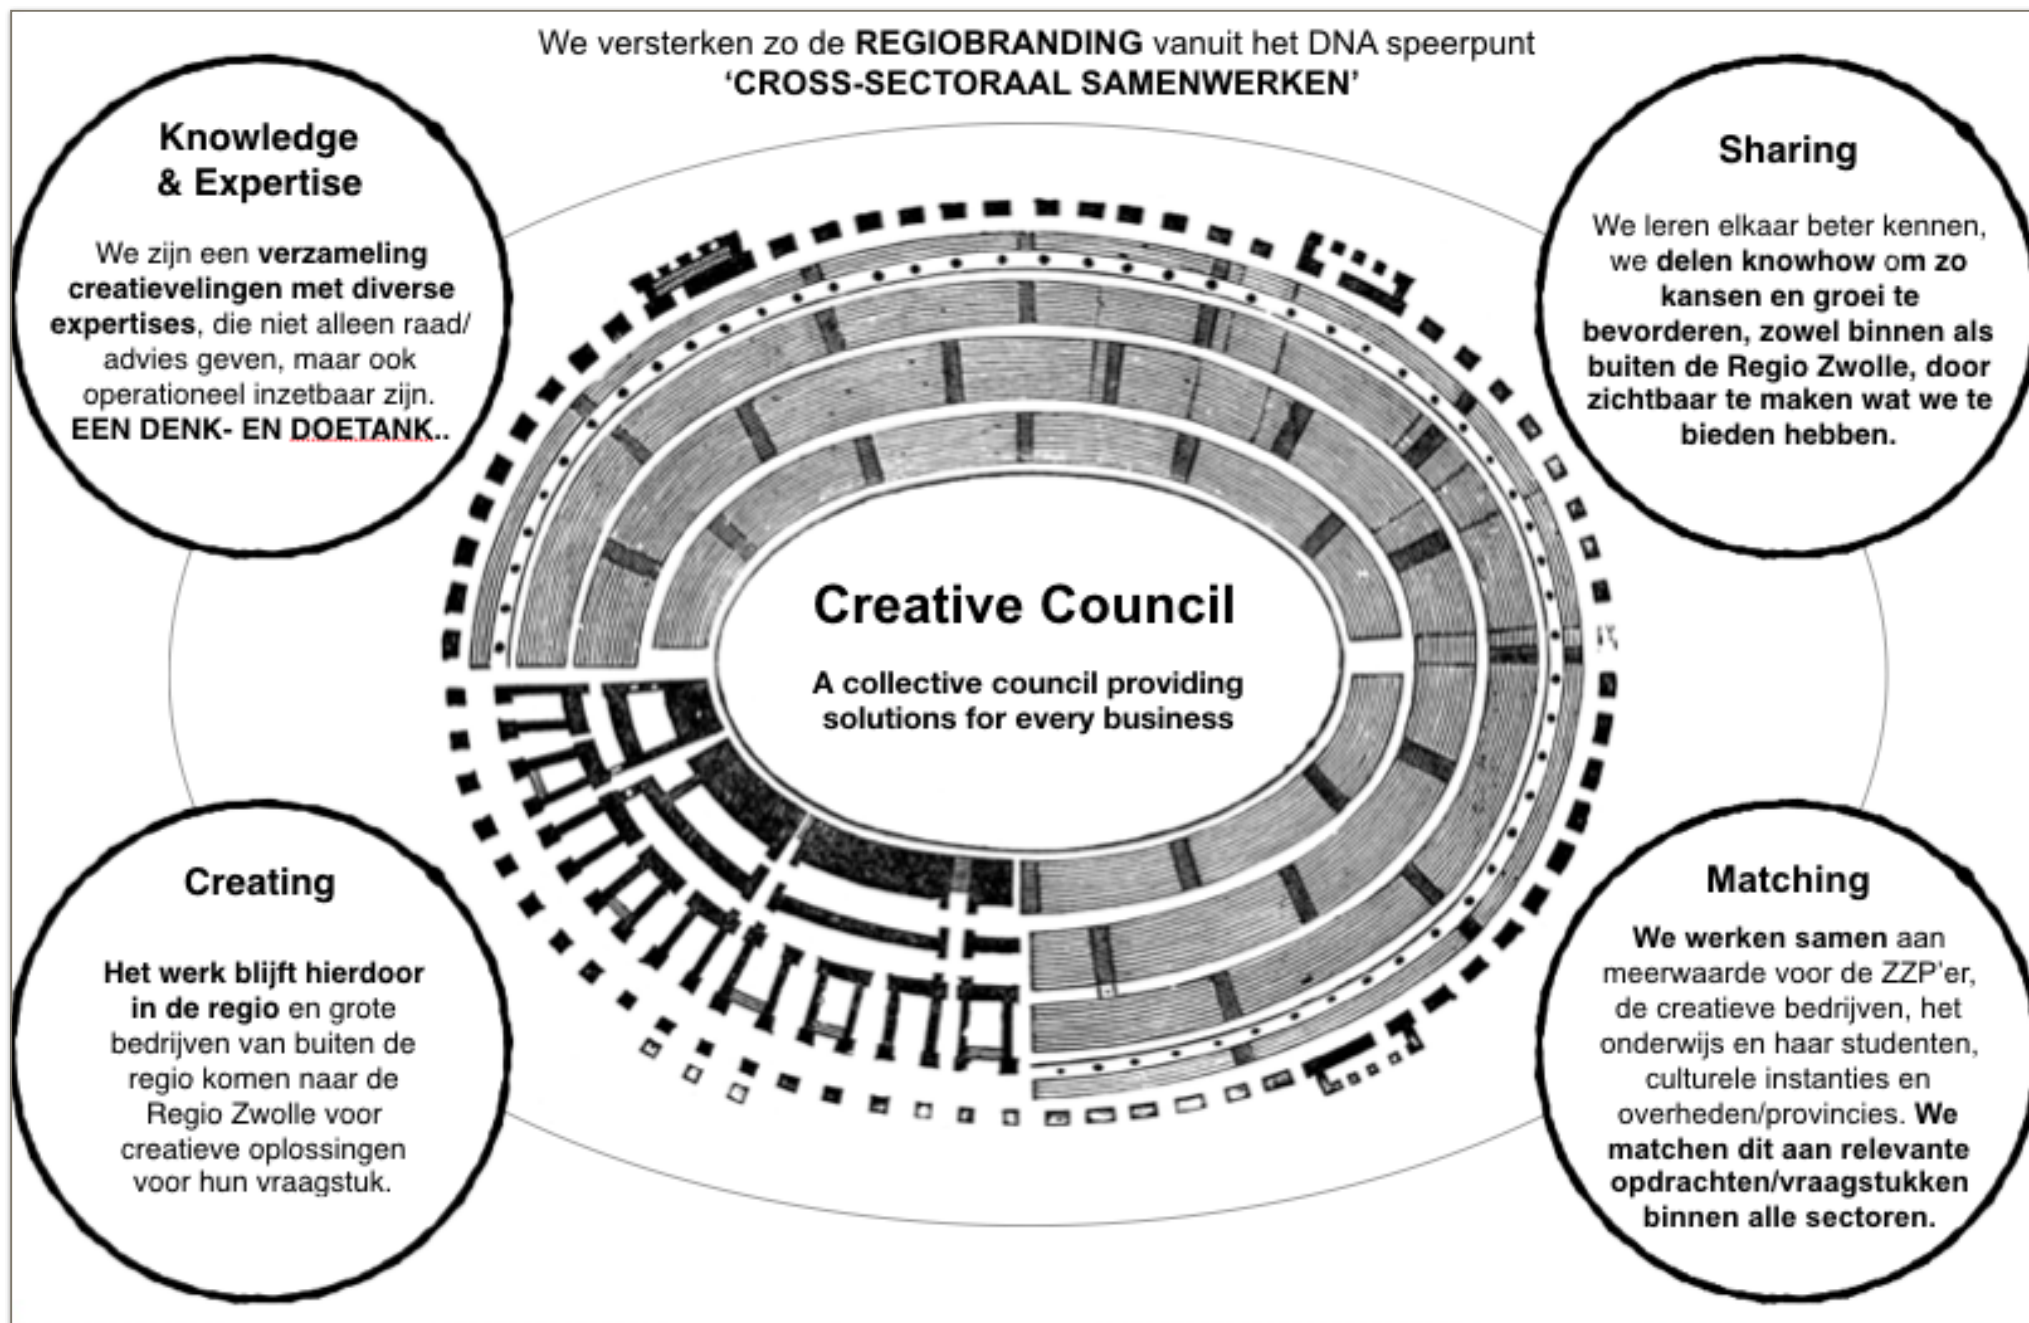 We versterken zo de REGIOBRANDING vanuit het DNA speerpunt
‘CROSS-SECTORAAL SAMENWERKEN’
Knowledge
& Expertise
We zijn een verzameling
creatievelingen met diverse
expertises, die niet alleen raad/
advies geven, maar ook
operationeel inzetbaar zijn.
EEN DENK- EN DOETANK..
Sharing
We leren elkaar beter kennen,
we delen knowhow om zo
kansen en groei te
bevorderen, zowel binnen als
buiten de Regio Zwolle, door
zichtbaar te maken wat we te
bieden hebben.
Creative Council
A collective council providing
solutions for every business
Creating
Het werk blijft hierdoor
in de regio en grote
bedrijven van buiten de
regio komen naar de
Regio Zwolle voor
creatieve oplossingen
voor hun vraagstuk.
Matching
We werken samen aan
meerwaarde voor de ZZP’er,
de creatieve bedrijven, het
onderwijs en haar studenten,
culturele instanties en
overheden/provincies. We
matchen dit aan relevante
opdrachten/vraagstukken
binnen alle sectoren.